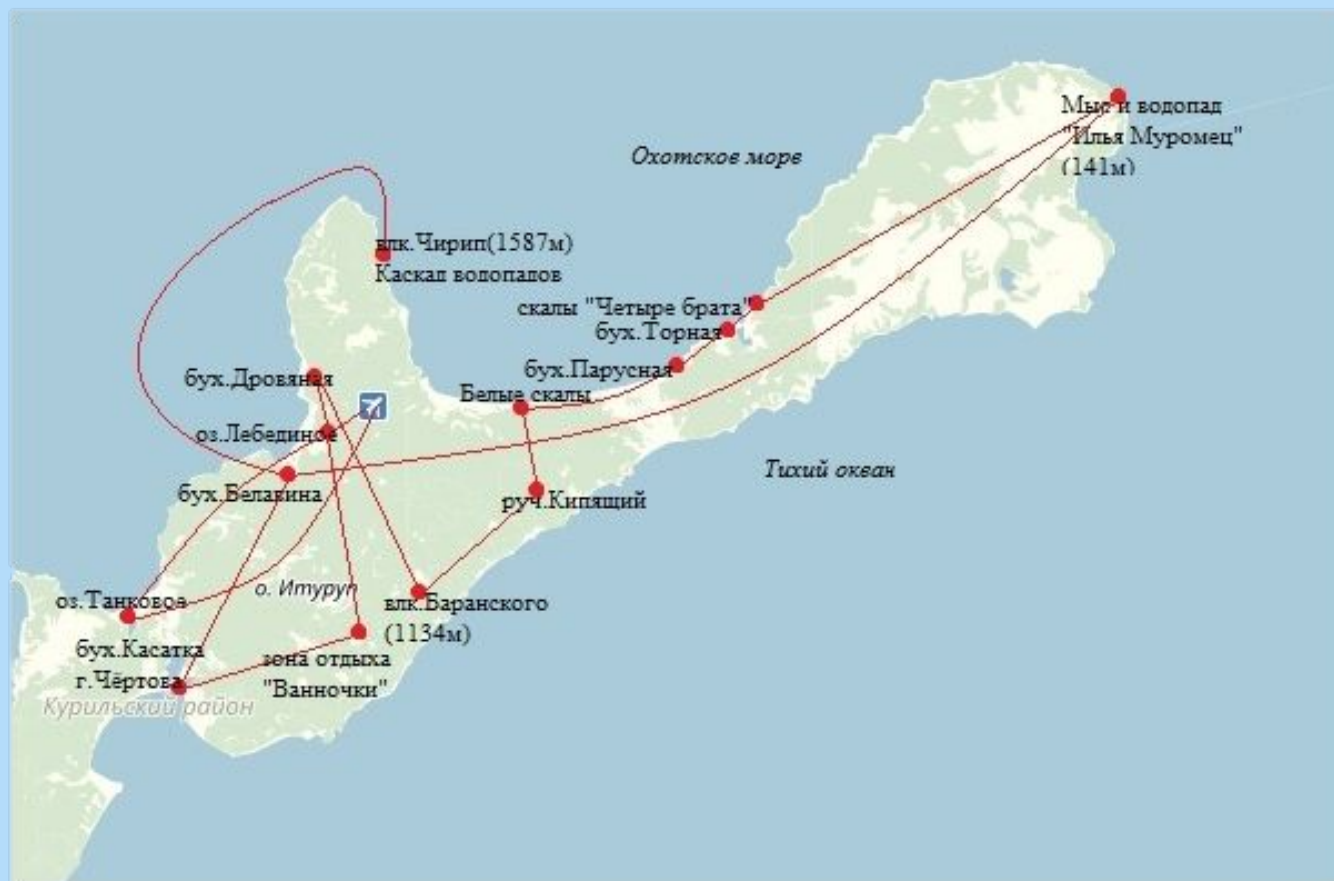 Мыс и водопад
"Илья Муромец"
(141м)
Охотское море
влк.Чирип(1587м)
Каскад водопадов
скалы "Четыре брата"
бух.Торная
бух.Парусная
бух.Дровяная
Белые скалы
оз.Лебединое
Тихий океан
бух.Белавина
руч.Кипящий
о. Итуруп
оз.Танковое
влк.Баранского
(1134м)
бух.Касатка
г.Чёртова
зона отдыха
"Ванночки"
Курильский район